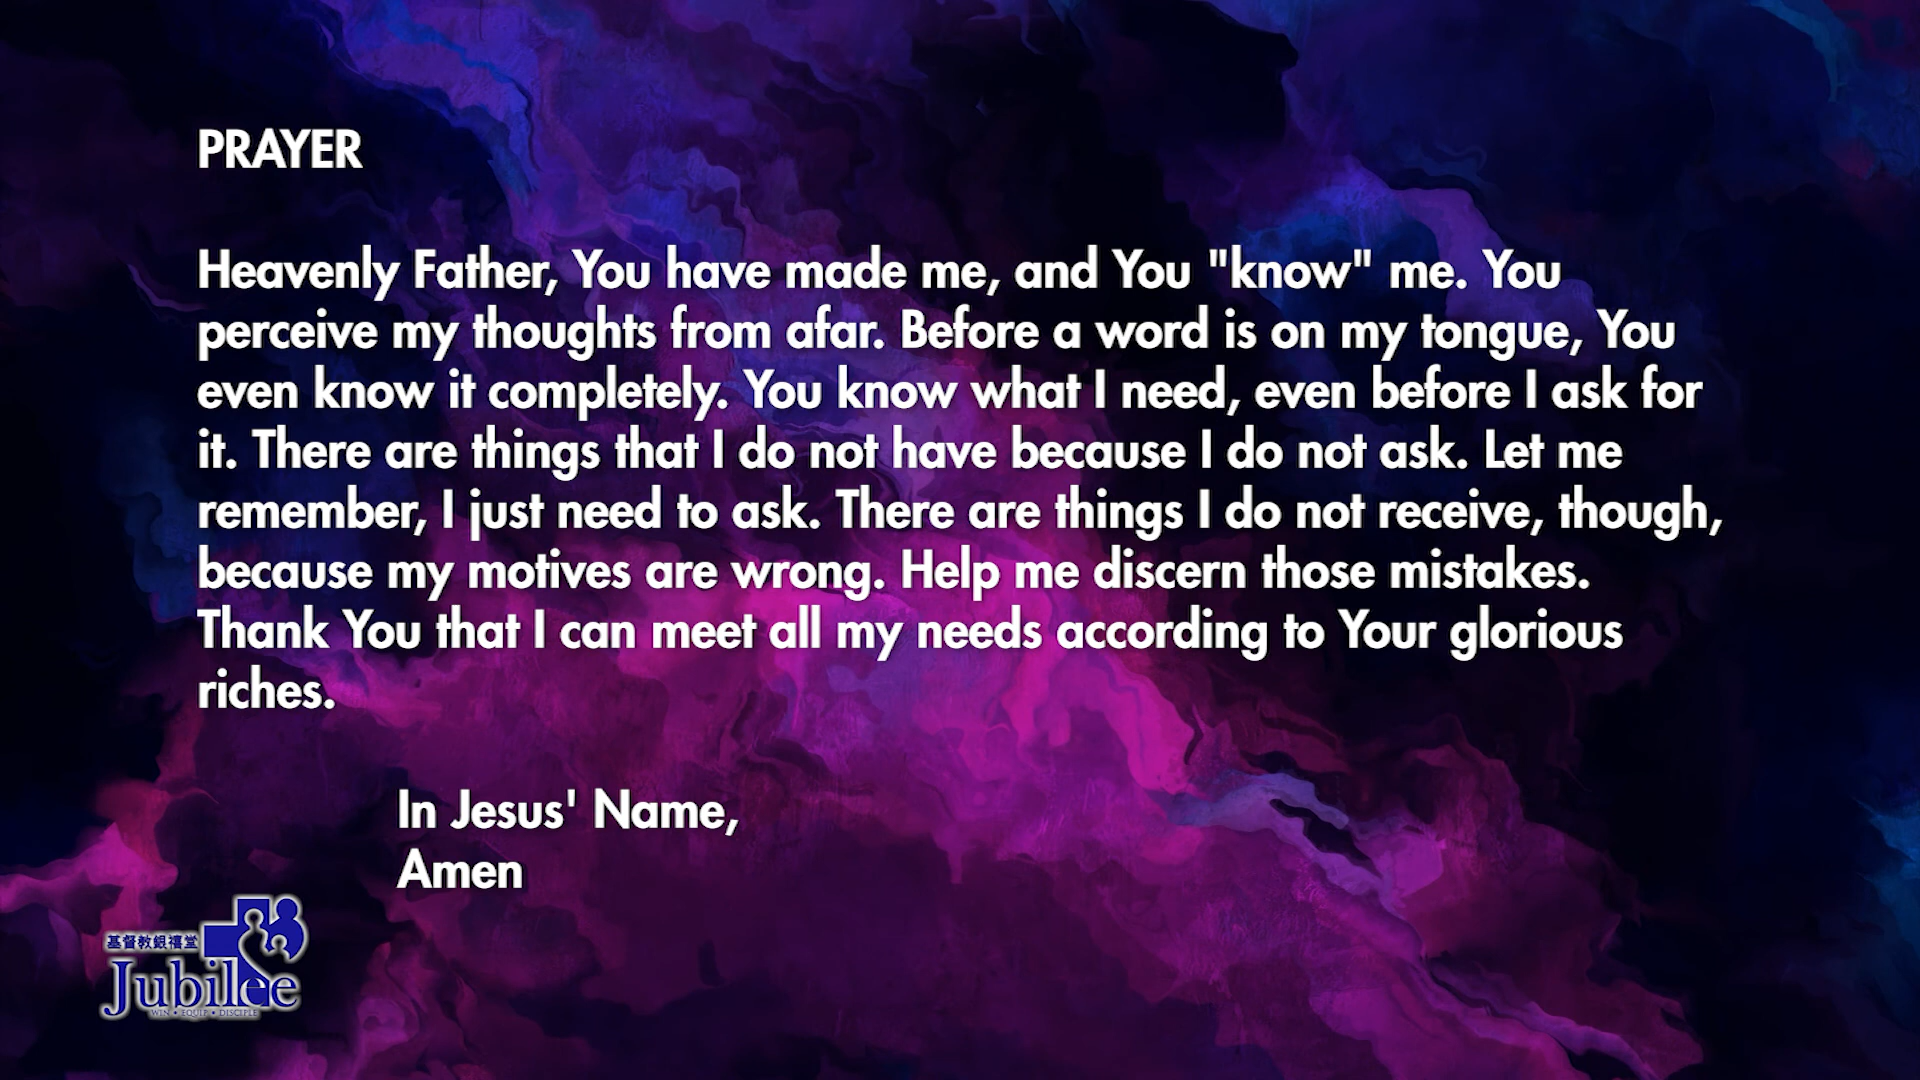 PRAYER
Heavenly Father, You have made me, and You "know" me. You
perceive my thoughts from afar. Before a word is on my tongue, You
even know it completely. You know what I need, even before I ask for
it. There are things that I do not have because I do not ask. Let me
remember, I just need to ask. There are things I do not receive, though,
because my motives are wrong. Help me discern those mistakes.
Thank You that I can meet all my needs according to Your glorious
riches.
In Jesus' Name,
Amen
基督教銀禧堂
Jubilee
WIN • EQUIP • DISCIPLE